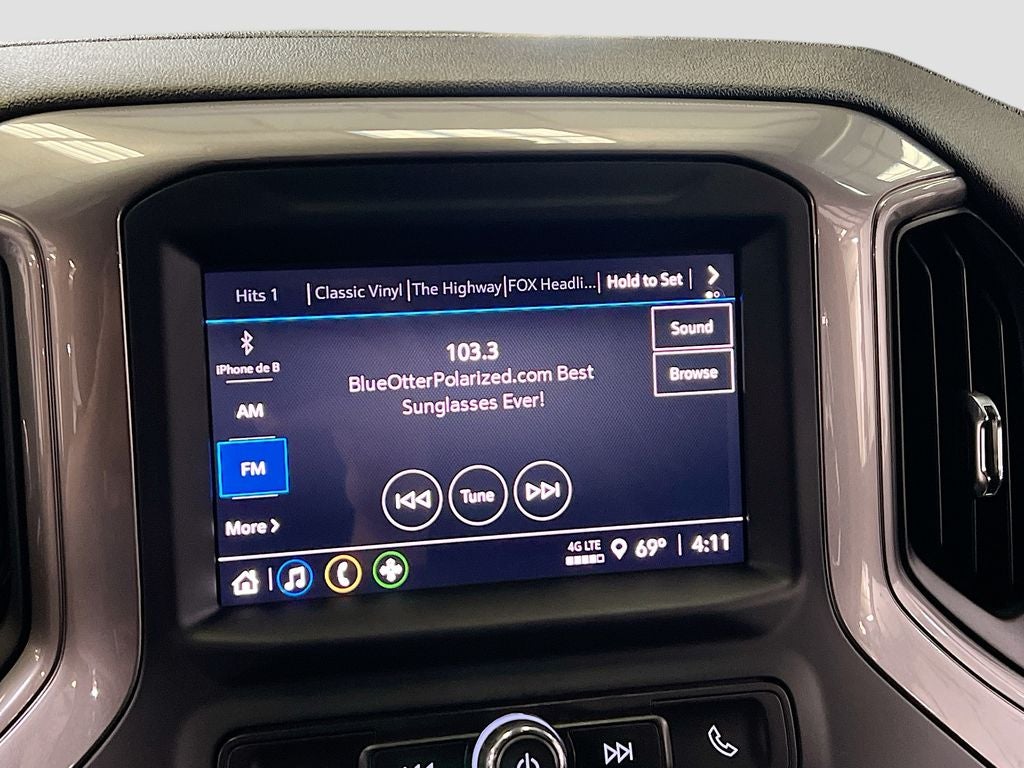 Hits 1 | Classic Vinyl | The Highway | FOX Headli... | Hold to Set |
Sound
iPhone de B
103.3
Browse
BlueOtterPolarized.com Best
Sunglasses Ever!
AM
FM
Tune
More >
4G LTE 69° | 4:11